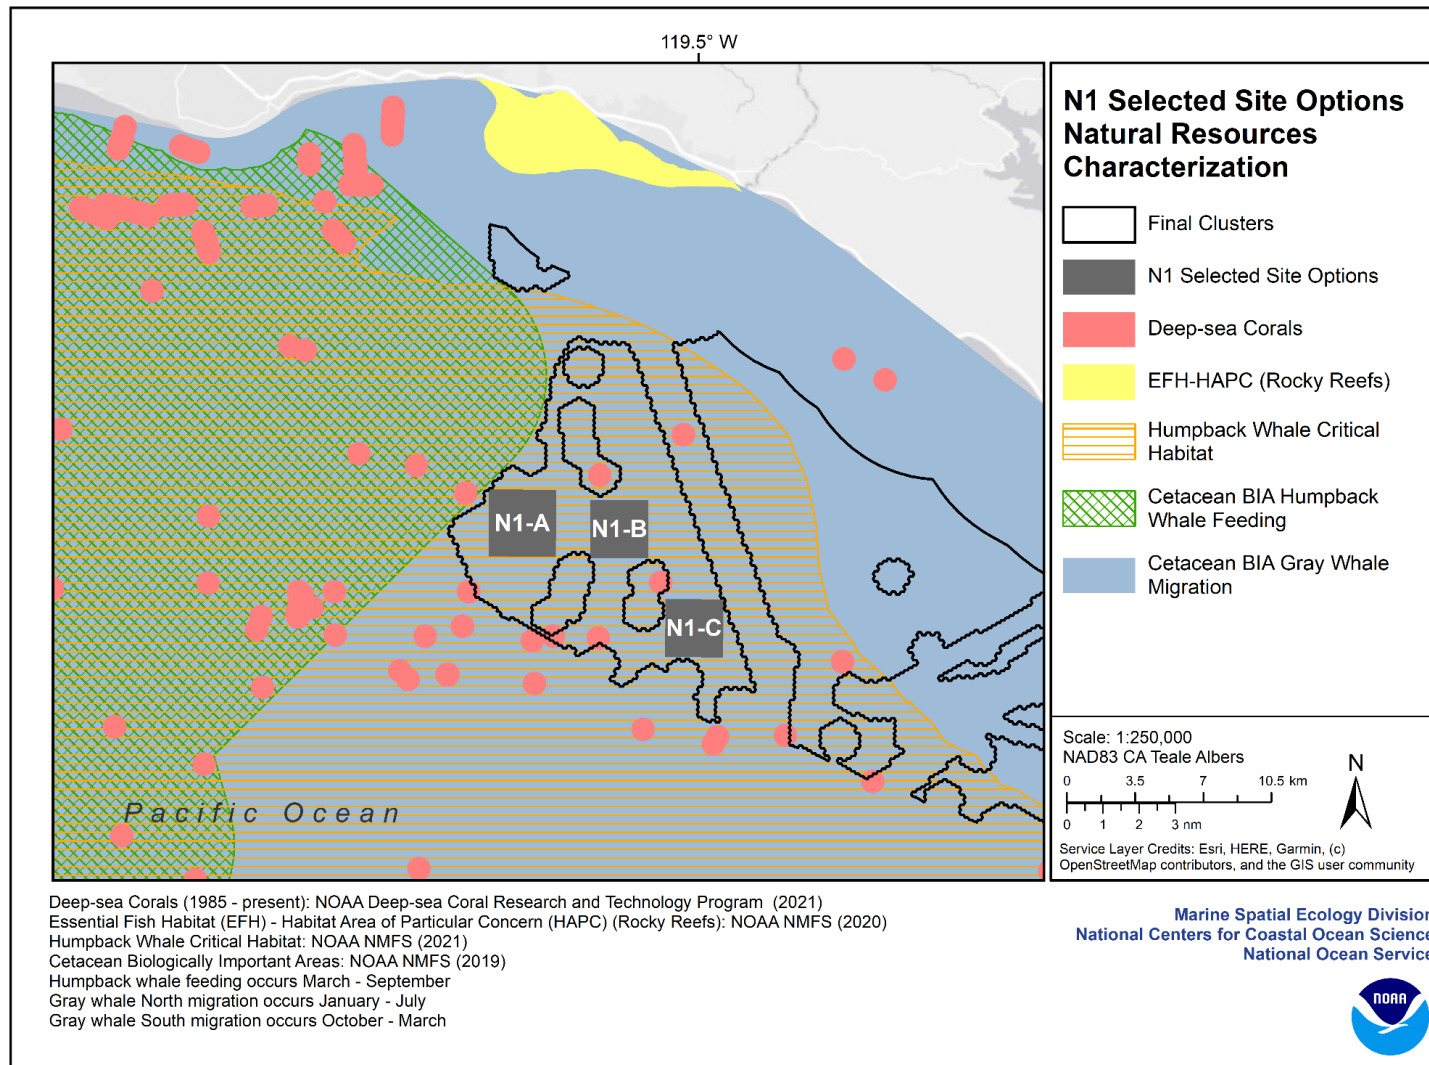 119.5° W
N1-A
N1-B
N1-C
Pacific Ocean
N1 Selected Site Options
Natural Resources
Characterization
Final Clusters
N1 Selected Site Options
Deep-sea Corals
EFH-HAPC (Rocky Reefs)
Humpback Whale Critical
Habitat
Cetacean BIA Humpback
Whale Feeding
Cetacean BIA Gray Whale
Migration
Scale: 1:250,000
NAD83 CA Teale Albers
0 3.5 7 10.5 km
0 1 2 3 nm
N
Service Layer Credits: Esri, HERE, Garmin, (c)
OpenStreetMap contributors, and the GIS user community
Deep-sea Corals (1985 - present): NOAA Deep-sea Coral Research and Technology Program (2021)
Essential Fish Habitat (EFH) - Habitat Area of Particular Concern (HAPC) (Rocky Reefs): NOAA NMFS (2020)
Humpback Whale Critical Habitat: NOAA NMFS (2021)
Cetacean Biologically Important Areas: NOAA NMFS (2019)
Humpback whale feeding occurs March - September
Gray whale North migration occurs January - July
Gray whale South migration occurs October - March
Marine Spatial Ecology Division
National Centers for Coastal Ocean Science
National Ocean Service
NOAA